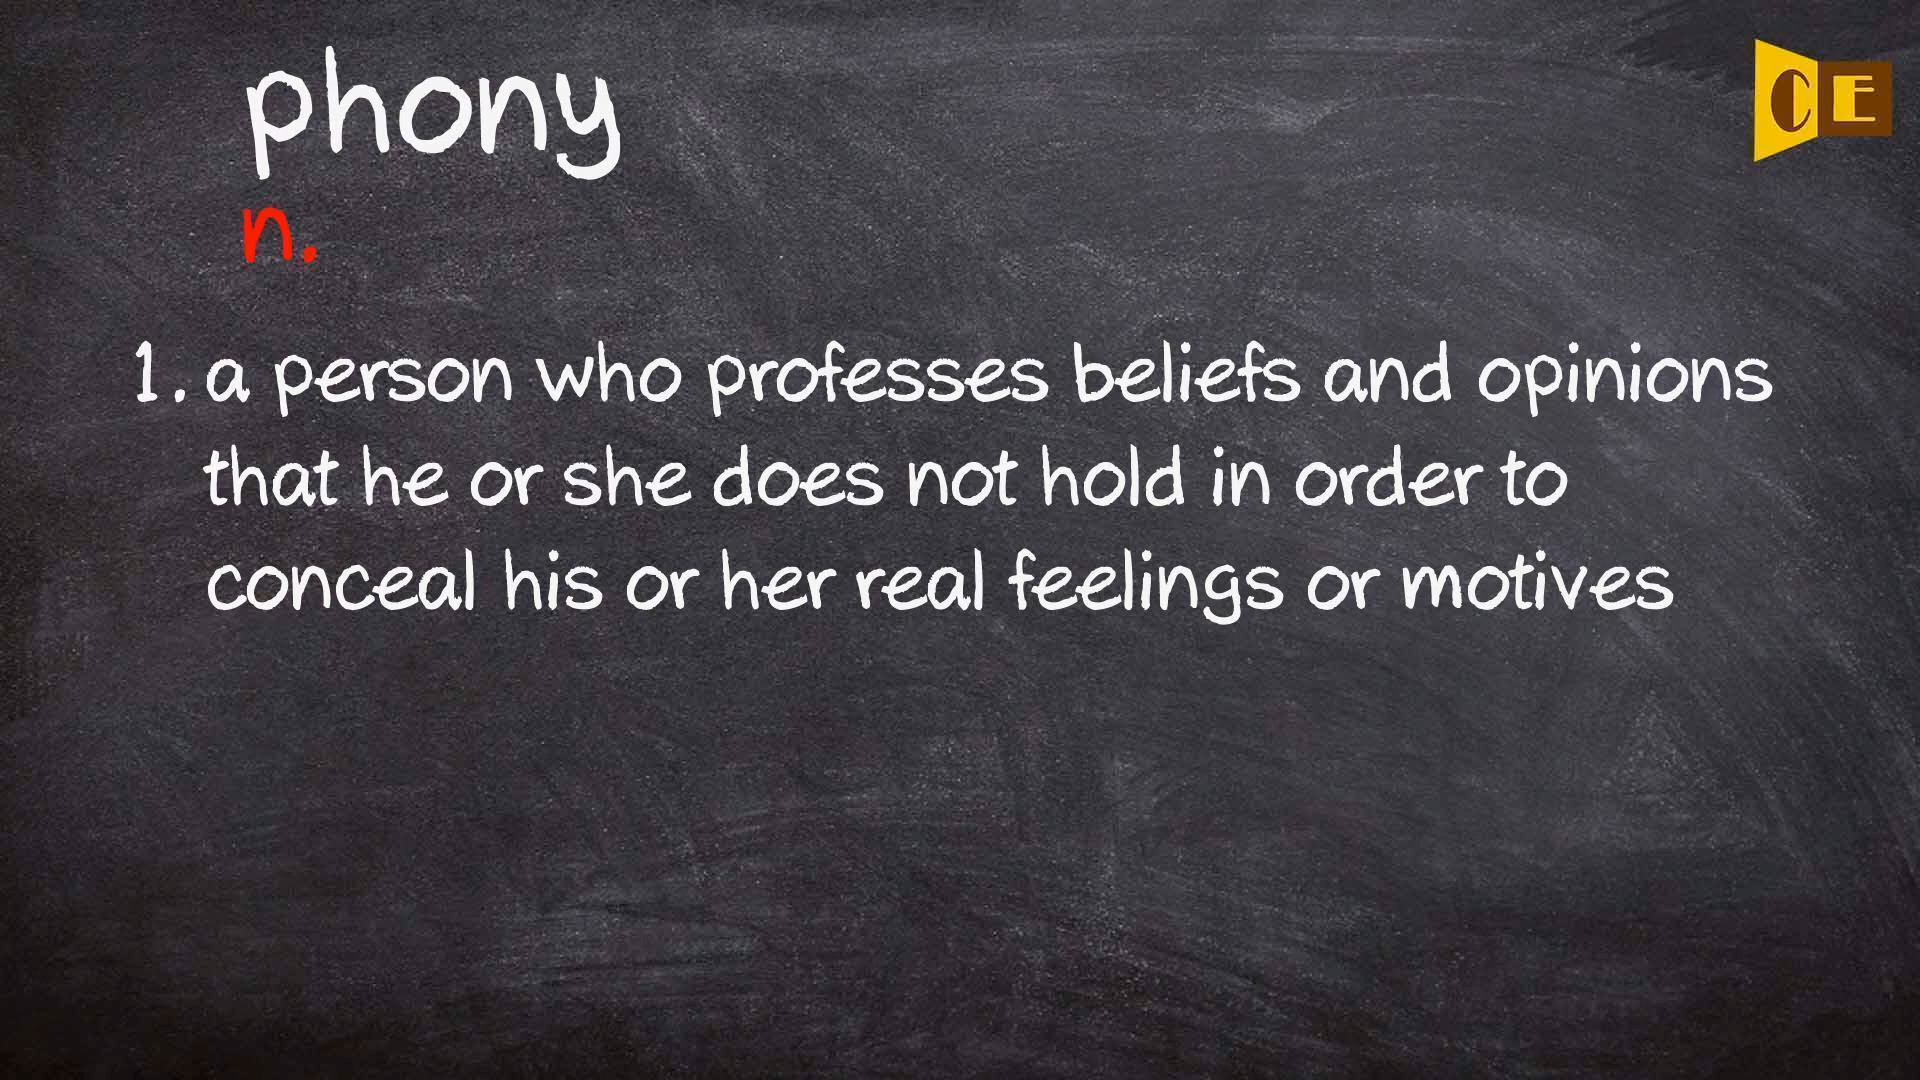 phony
CE
n.
1. a person who professes beliefs and opinions
that he or she does not hold in order to
conceal his or her real feelings or motives